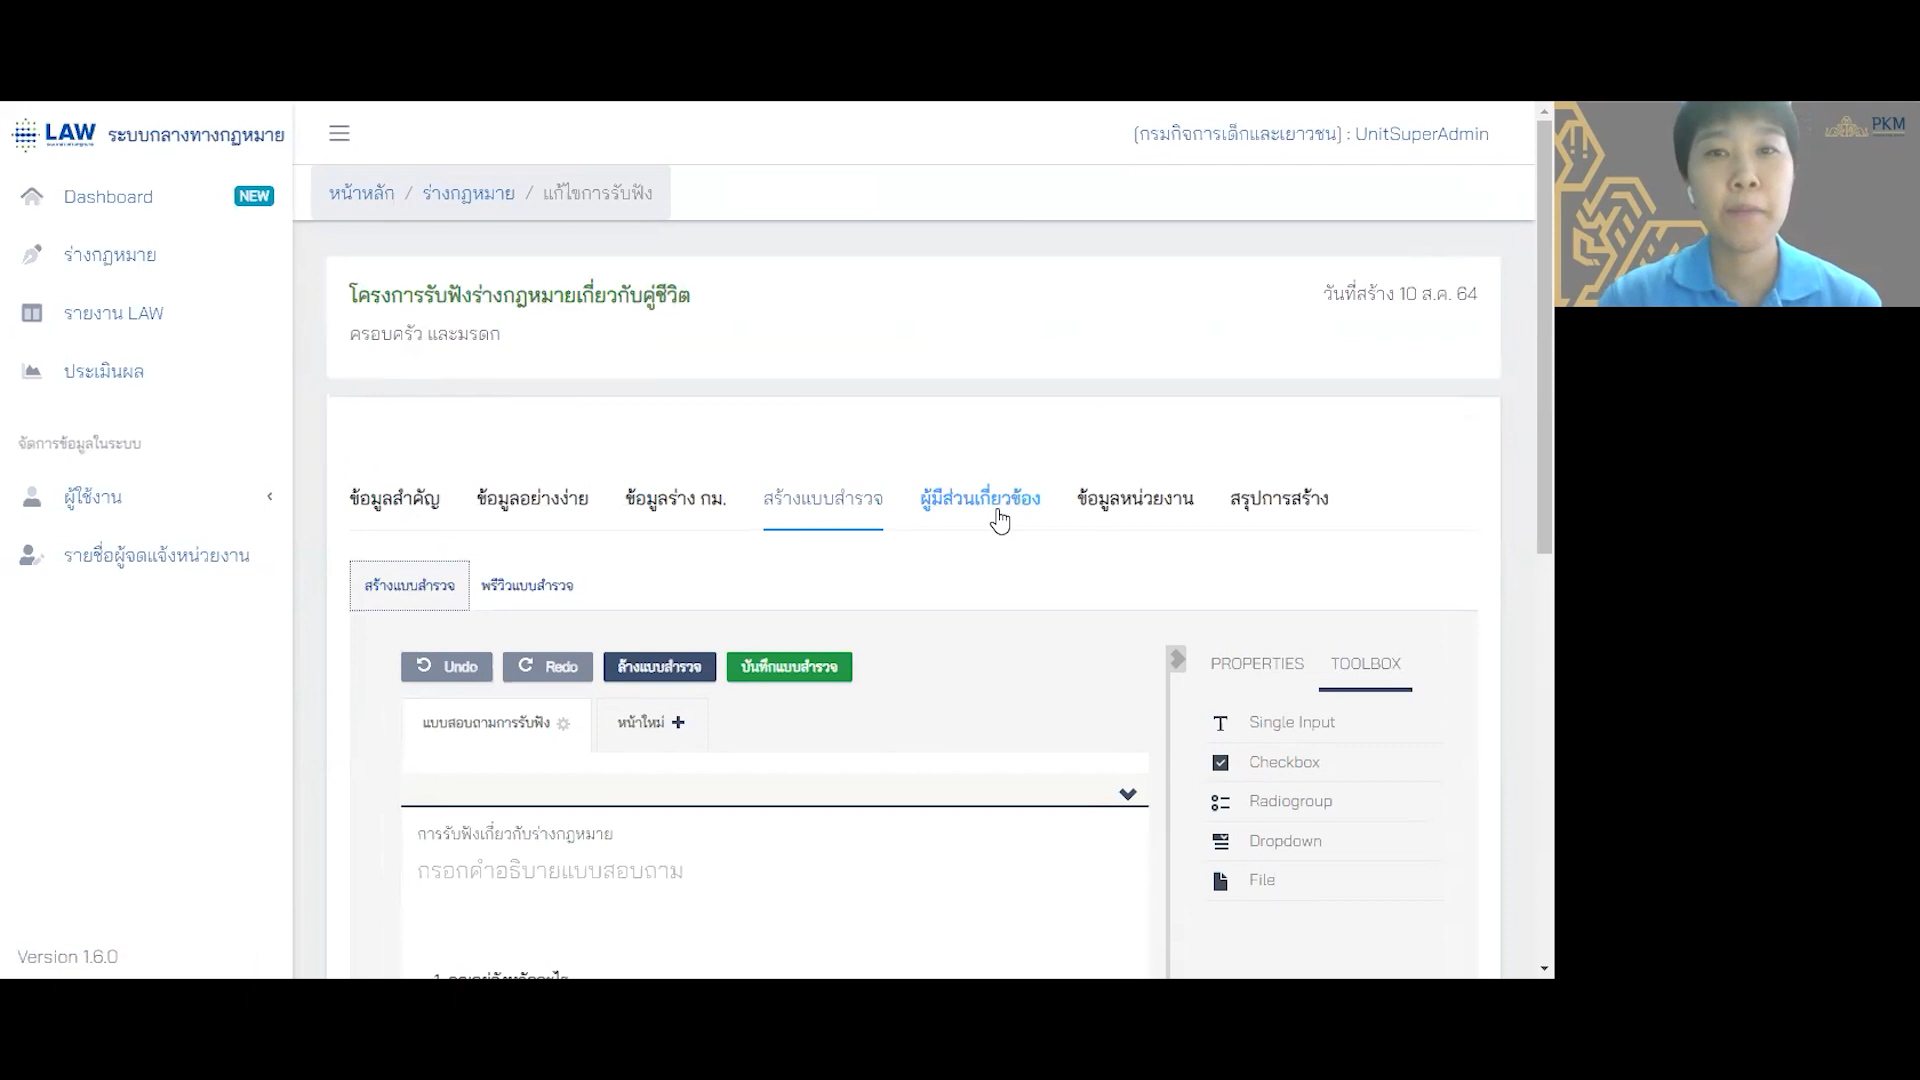 LAW ระบบกลางทางกฎหมาย
(กรมกิจการเด็กและเยาวชน) : UnitSuperAdmin
PKM
Dashboard NEW
ร่างกฎหมาย
รายงาน LAW
ประเมินผล
จัดการข้อมูลในระบบ
ผู้ใช้งาน
รายชื่อผู้จดแจ้งหน่วยงาน
Version 1.6.0
หน้าหลัก / ร่างกฎหมาย / แก้ไขการรับฟัง
โครงการรับฟังร่างกฎหมายเกี่ยวกับคู่ชีวิต
วันที่สร้าง 10 ส.ค. 64
ครอบครัว และมรดก
ข้อมูลสำคัญ ข้อมูลอย่างง่าย ข้อมูลร่าง กม. สร้างแบบสำรวจ ผู้มีส่วนเกี่ยวข้อง ข้อมูลหน่วยงาน สรุปการสร้าง
สร้างแบบสำรวจ พรีวิวแบบสำรวจ
Undo Redo ล้างแบบสำรวจ บันทึกแบบสำรวจ
แบบสอบถามการรับฟัง หน้าใหม่ +
การรับฟังเกี่ยวกับร่างกฎหมาย
กรอกคำอธิบายแบบสอบถาม
PROPERTIES TOOLBOX
Single Input
Checkbox
Radiogroup
Dropdown
File